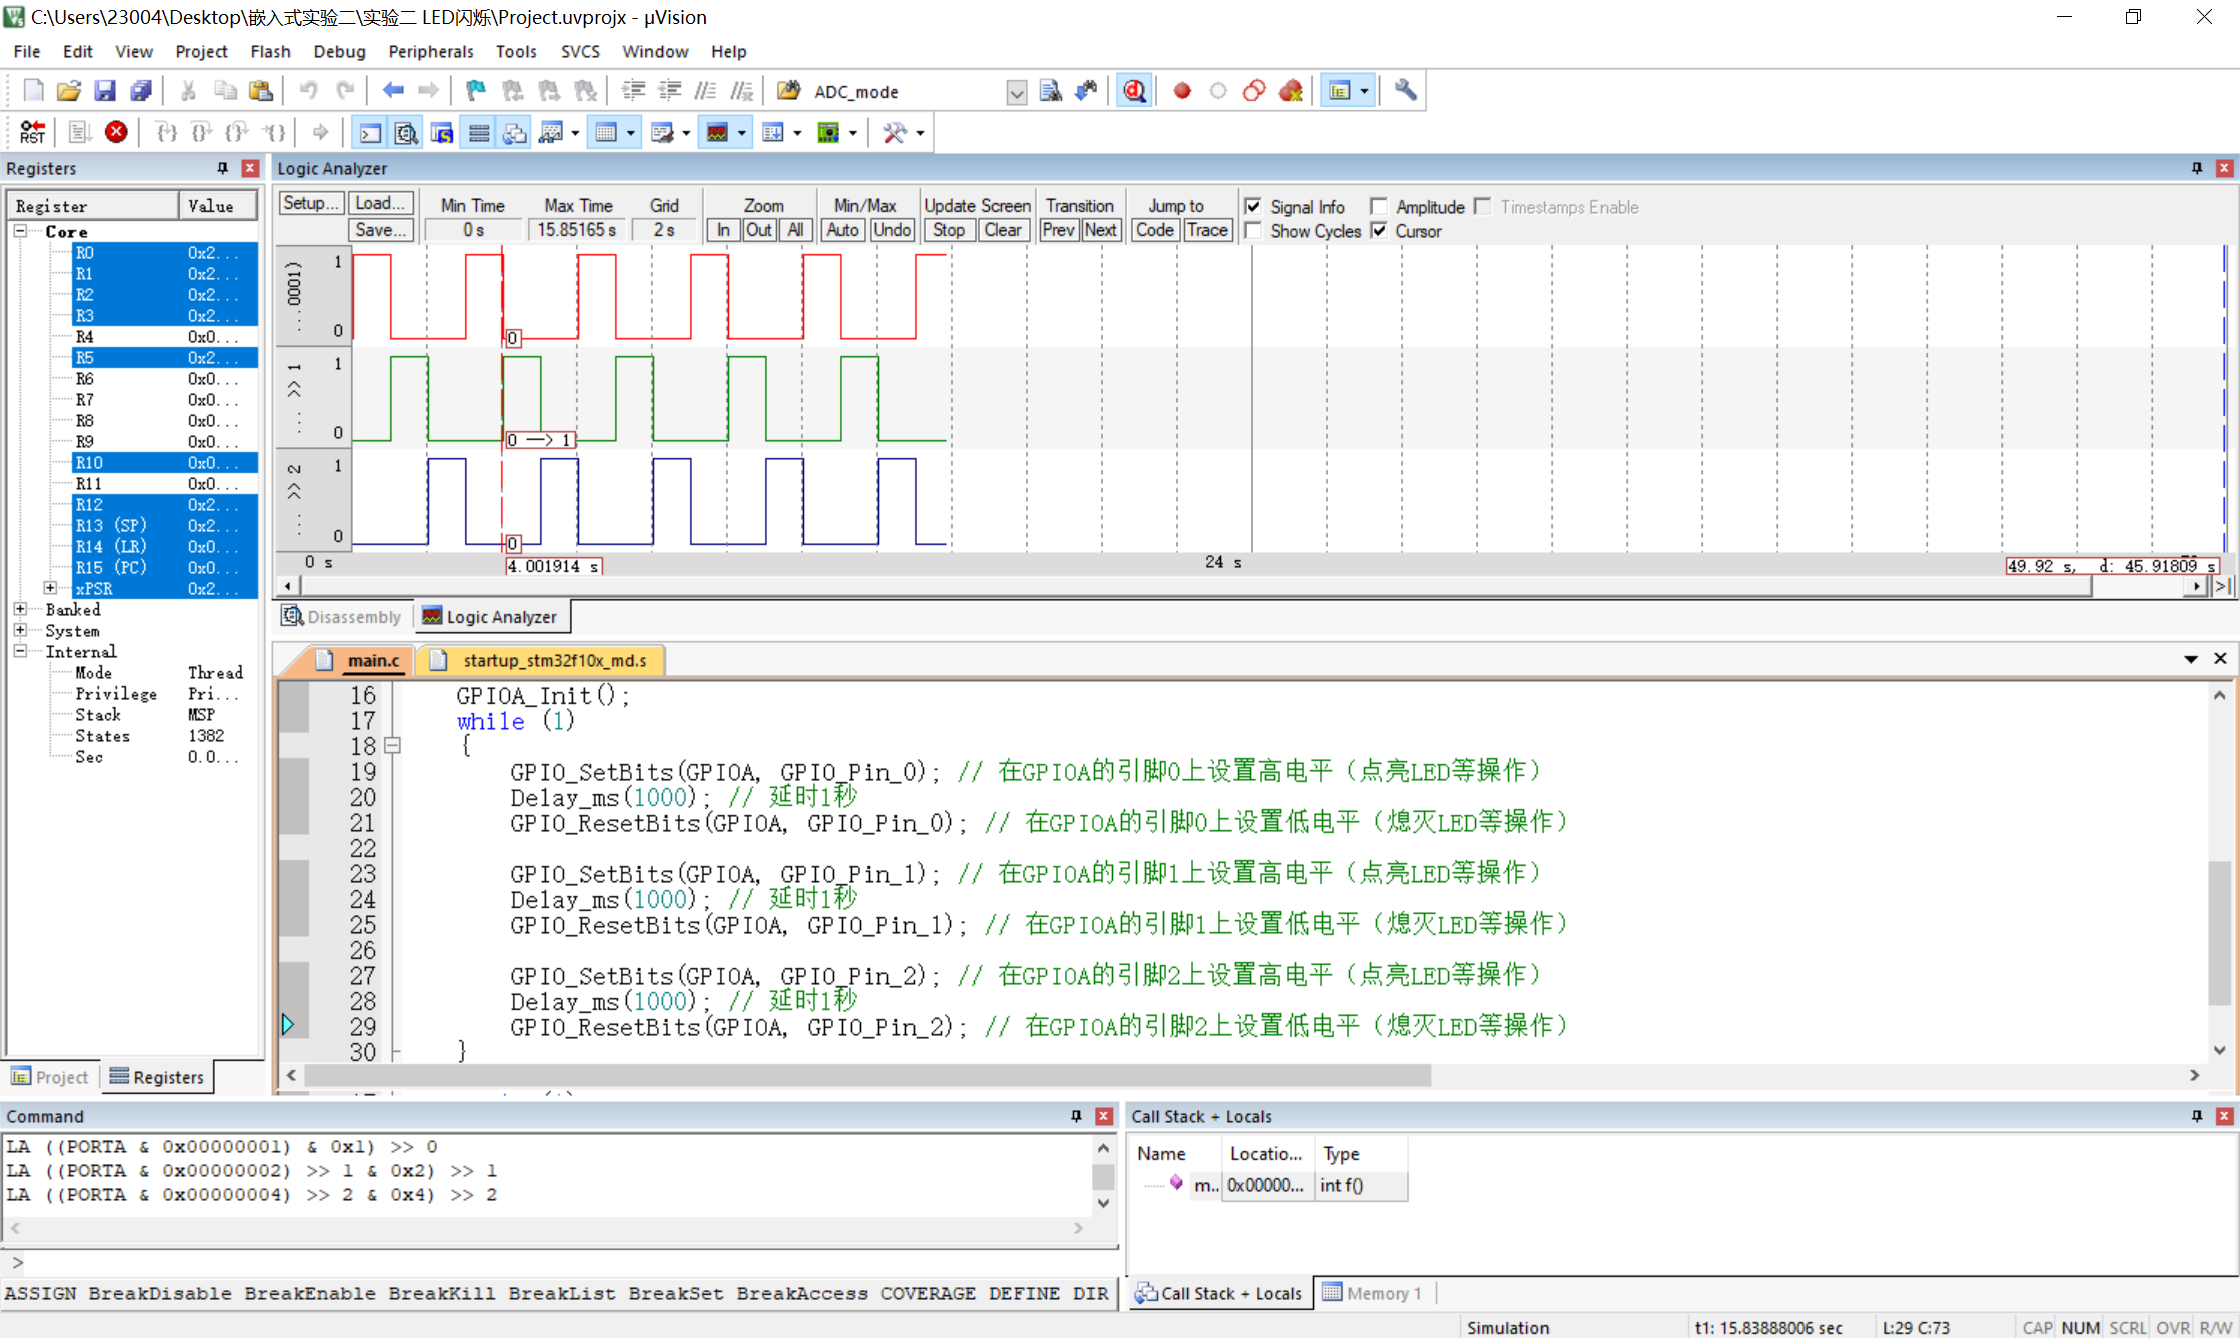 C:\Users\23004\Desktop\嵌入式实验二\实验二 LED闪烁\Project.uvprojx - µVision
File Edit View Project Flash Debug Peripherals Tools SVCS Window Help
ADC_mode
RST
Registers
Register Value
Core
R0 0x2...
R1 0x2...
R2 0x2...
R3 0x2...
R4 0x0...
R5 0x2...
R6 0x0...
R7 0x0...
R8 0x0...
R9 0x0...
R10 0x0...
R11 0x0...
R12 0x2...
R13 (SP) 0x2...
R14 (LR) 0x0...
R15 (PC) 0x0...
xPSR 0x2...
Banked
System
Internal
Mode Thread
Privilege Pri...
Stack MSP
States 1382
Sec 0.0...
Project Registers
Logic Analyzer
Setup... Load... Min Time Max Time Grid Zoom Min/Max Update Screen Transition Jump to Signal Info Amplitude Timestamps Enable
Save... 0 s 15.85165 s 2 s In Out All Auto Undo Stop Clear Prev Next Code Trace Show Cycles Cursor
...0001)
1
0
0
...>> 1
1
0
0 —> 1
...>> 2
1
0
0
0 s 4.001914 s 24 s 49.92 s, d: 45.91809 s
Disassembly Logic Analyzer
main.c startup_stm32f10x_md.s
16 GPIOA_Init();
17 while (1)
18 {
19 GPIO_SetBits(GPIOA, GPIO_Pin_0); // 在GPIOA的引脚0上设置高电平（点亮LED等操作）
20 Delay_ms(1000); // 延时1秒
21 GPIO_ResetBits(GPIOA, GPIO_Pin_0); // 在GPIOA的引脚0上设置低电平（熄灭LED等操作）
22
23 GPIO_SetBits(GPIOA, GPIO_Pin_1); // 在GPIOA的引脚1上设置高电平（点亮LED等操作）
24 Delay_ms(1000); // 延时1秒
25 GPIO_ResetBits(GPIOA, GPIO_Pin_1); // 在GPIOA的引脚1上设置低电平（熄灭LED等操作）
26
27 GPIO_SetBits(GPIOA, GPIO_Pin_2); // 在GPIOA的引脚2上设置高电平（点亮LED等操作）
28 Delay_ms(1000); // 延时1秒
29 GPIO_ResetBits(GPIOA, GPIO_Pin_2); // 在GPIOA的引脚2上设置低电平（熄灭LED等操作）
30 }
Command
LA ((PORTA & 0x00000001) & 0x1) >> 0
LA ((PORTA & 0x00000002) >> 1 & 0x2) >> 1
LA ((PORTA & 0x00000004) >> 2 & 0x4) >> 2
>
ASSIGN BreakDisable BreakEnable BreakKill BreakList BreakSet BreakAccess COVERAGE DEFINE DIR
Call Stack + Locals
Name Locatio... Type
m.. 0x00000... int f()
Call Stack + Locals Memory 1
Simulation t1: 15.83888006 sec L:29 C:73 CAP NUM SCRL OVR R/W